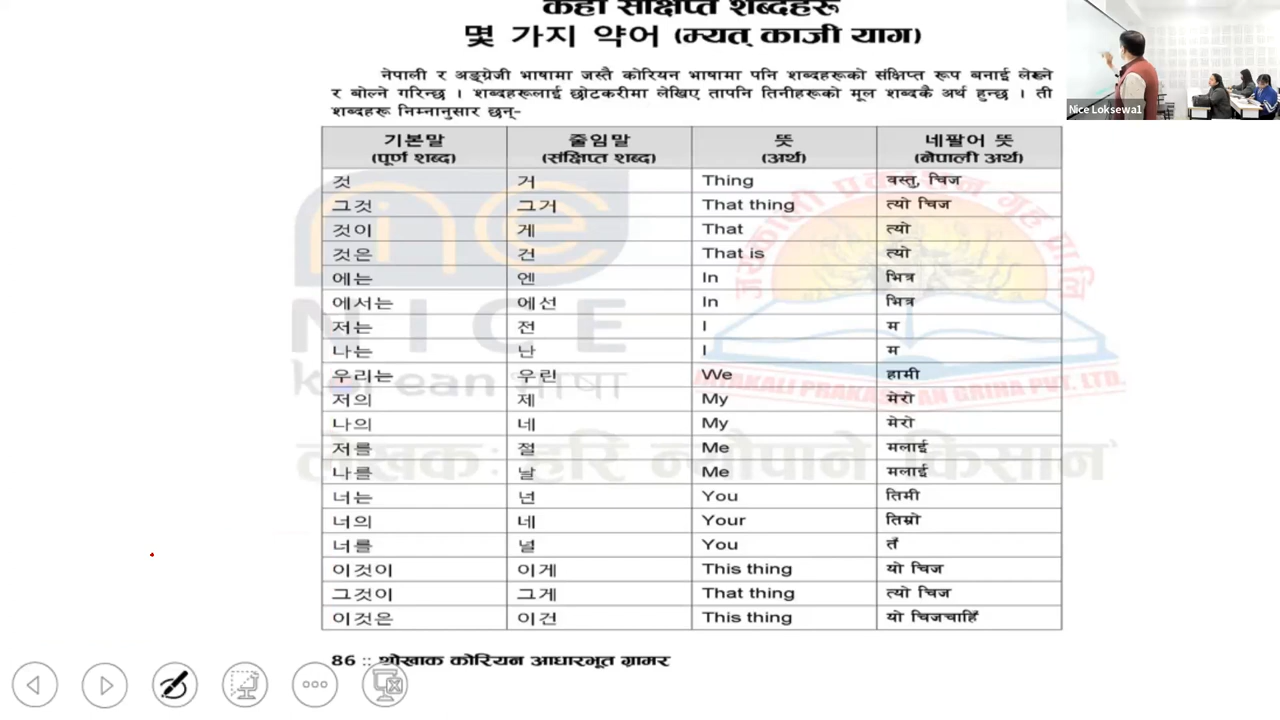 केही संक्षिप्त शब्दहरू
몇 가지 약어 (म्यत् काजी याग)
नेपाली र अङ्ग्रेजी भाषामा जस्तै कोरियन भाषामा पनि शब्दहरूको संक्षिप्त रूप बनाई लेख्ने
र बोल्ने गरिन्छ । शब्दहरूलाई छोटकरीमा लेखिए तापनि तिनीहरूको मूल शब्दकै अर्थ हुन्छ । ती
शब्दहरू निम्नानुसार छन्-
기본말 줄임말 뜻 네팔어 뜻
(पूर्ण शब्द) (संक्षिप्त शब्द) (अर्थ) (नेपाली अर्थ)
것 거 Thing वस्तु, चिज
그것 그거 That thing त्यो चिज
것이 게 That त्यो
것은 건 That is त्यो
에는 엔 In भित्र
에서는 에선 In भित्र
저는 전 I म
나는 난 I म
우리는 우린 We हामी
저의 제 My मेरो
나의 네 My मेरो
저를 절 Me मलाई
나를 날 Me मलाई
너는 넌 You तिमी
너의 네 Your तिम्रो
너를 널 You तँ
이것이 이게 This thing यो चिज
그것이 그게 That thing त्यो चिज
이것은 이건 This thing यो चिजचाहिँ
86 :: शोखाक कोरियन आधारभूत ग्रामर
Nice Loksewa1
nice
NICE
korean भाषा
लेखक: हरि न्यौपाने किसान